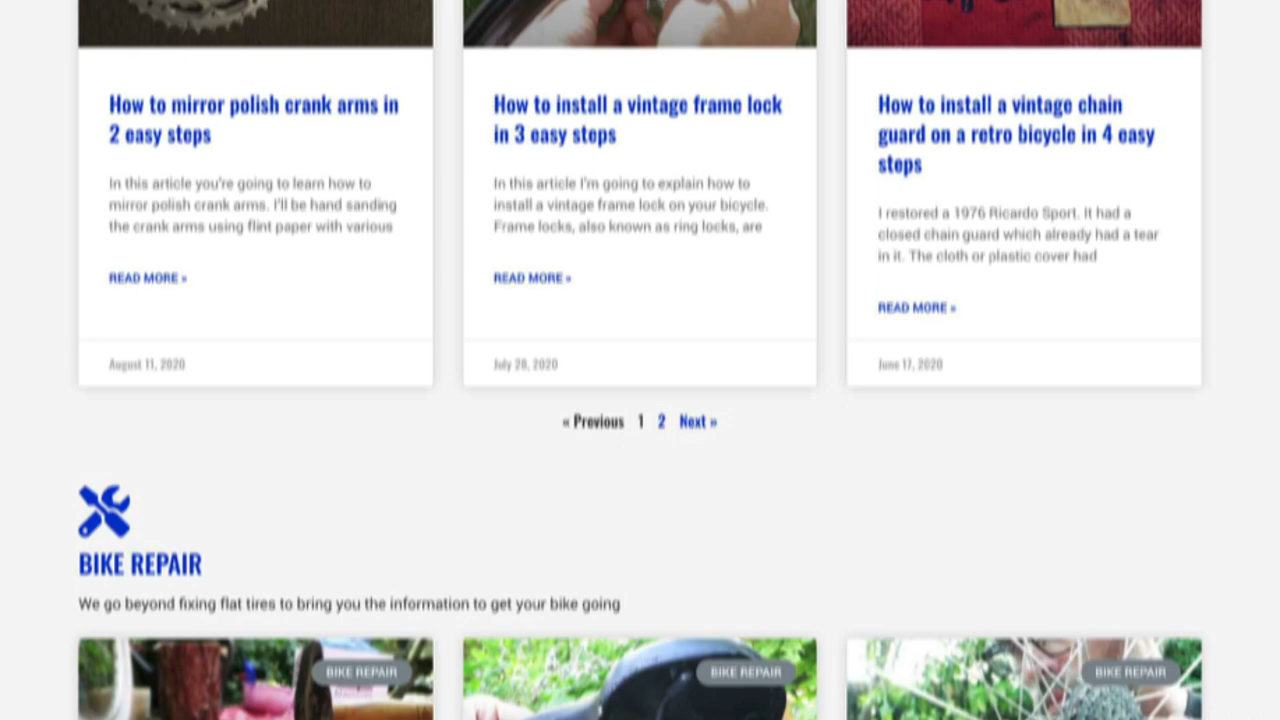 How to mirror polish crank arms in
2 easy steps
In this article you're going to learn how to
mirror polish crank arms. I'll be hand sanding
the crank arms using flint paper with various
READ MORE »
August 11, 2020
How to install a vintage frame lock
in 3 easy steps
In this article I'm going to explain how to
install a vintage frame lock on your bicycle.
Frame locks, also known as ring locks, are
READ MORE »
July 28, 2020
How to install a vintage chain
guard on a retro bicycle in 4 easy
steps
I restored a 1976 Ricardo Sport. It had a
closed chain guard which already had a tear
in it. The cloth or plastic cover had
READ MORE »
June 17, 2020
« Previous 1 2 Next »
BIKE REPAIR
We go beyond fixing flat tires to bring you the information to get your bike going
BIKE REPAIR
BIKE REPAIR
BIKE REPAIR